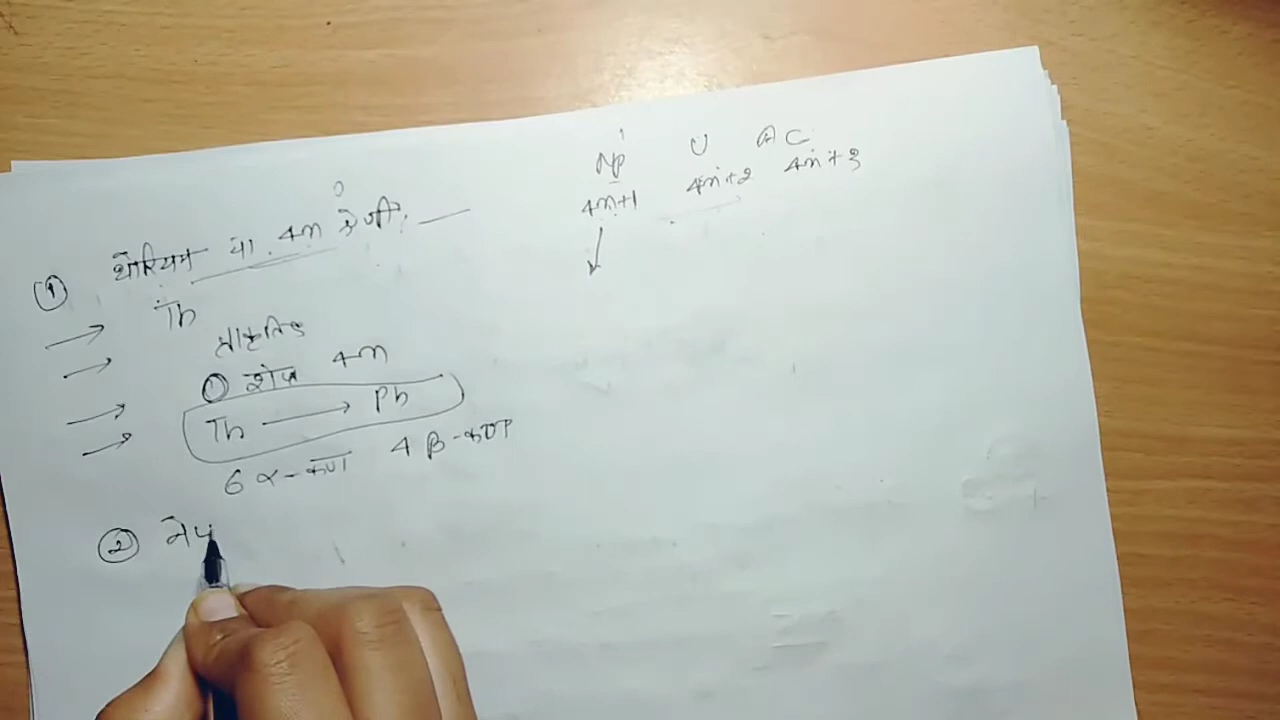 Np U Ac
4n+1 4n+2 4n+3
① थोरियम या 4n श्रेणी
Th
प्राकृतिक
① शेष 4n
Th → Pb
6 α-कण 4 β-कण
② नेप